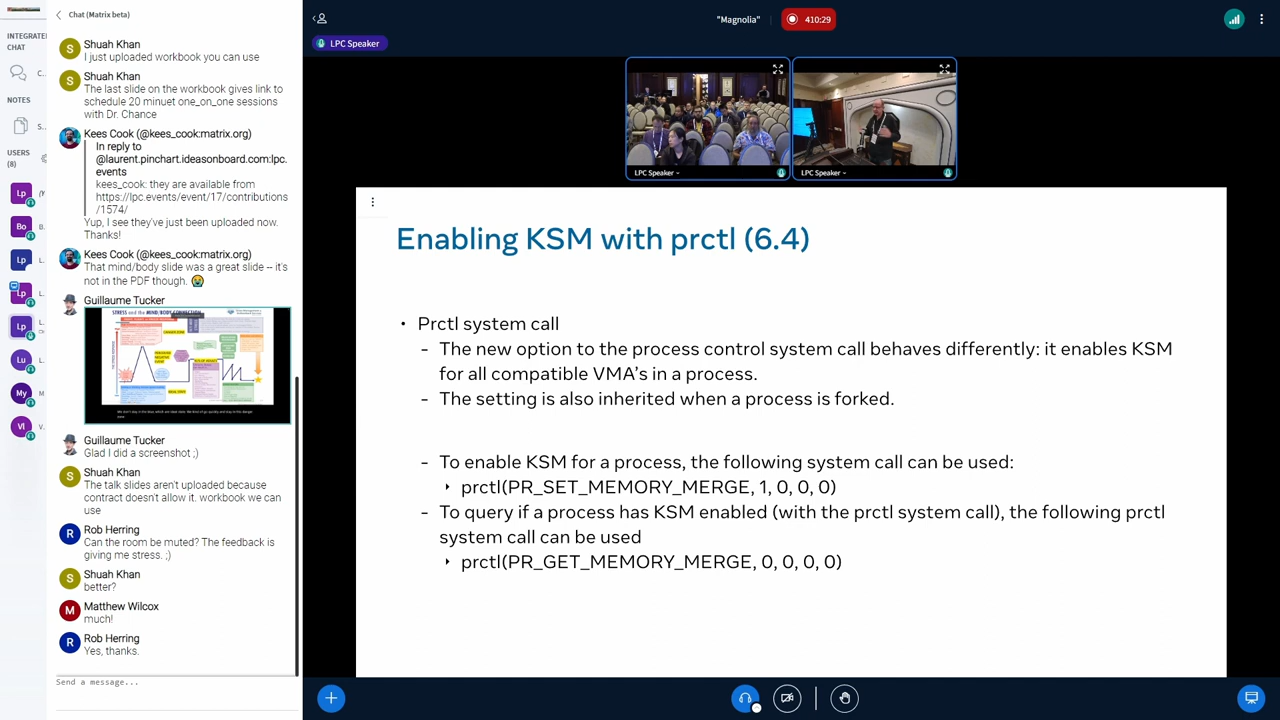 Chat (Matrix beta)
INTEGRATE
CHAT
C..
NOTES
S..
USERS
(8)
Lp
Bo
B.
Lp
L..
Lp
L..
Lp
L..
Lu
L..
My
M..
Vl
V.
Shuah Khan
I just uploaded workbook you can use
Shuah Khan
The last slide on the workbook gives link to
schedule 20 minuet one_on_one sessions
with Dr. Chance
Kees Cook (@kees_cook:matrix.org)
In reply to
@laurent.pinchart.ideasonboard.com:lpc.
events
kees_cook: they are available from
https://lpc.events/event/17/contributions
/1574/
Yup, I see they've just been uploaded now.
Thanks!
Kees Cook (@kees_cook:matrix.org)
That mind/body slide was a great slide -- it's
not in the PDF though. 😭
Guillaume Tucker
STRESS and the MIND/BODY CONNECTION
Guillaume Tucker
Glad I did a screenshot ;)
Shuah Khan
The talk slides aren't uploaded because
contract doesn't allow it. workbook we can
use
Rob Herring
Can the room be muted? The feedback is
giving me stress. ;)
Shuah Khan
better?
Matthew Wilcox
much!
Rob Herring
Yes, thanks.
Send a message...
"Magnolia"
410:29
LPC Speaker
LPC Speaker
LPC Speaker
Enabling KSM with prctl (6.4)
• Prctl system call
- The new option to the process control system call behaves differently: it enables KSM
for all compatible VMA's in a process.
- The setting is also inherited when a process is forked.
- To enable KSM for a process, the following system call can be used:
‣ prctl(PR_SET_MEMORY_MERGE, 1, 0, 0, 0)
- To query if a process has KSM enabled (with the prctl system call), the following prctl
system call can be used
‣ prctl(PR_GET_MEMORY_MERGE, 0, 0, 0, 0)